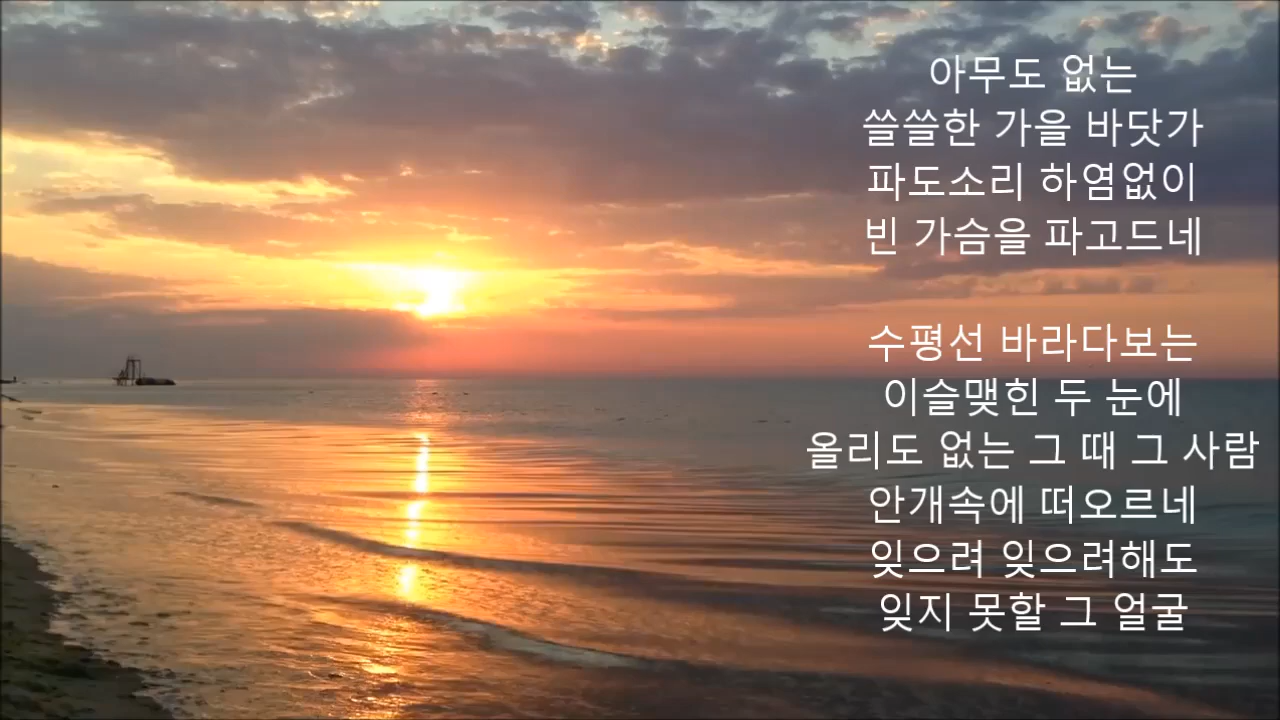 아무도 없는
쓸쓸한 가을 바닷가
파도소리 하염없이
빈 가슴을 파고드네
수평선 바라다보는
이슬맺힌 두 눈에
올리도 없는 그 때 그 사람
안개속에 떠오르네
잊으려 잊으려해도
잊지 못할 그 얼굴